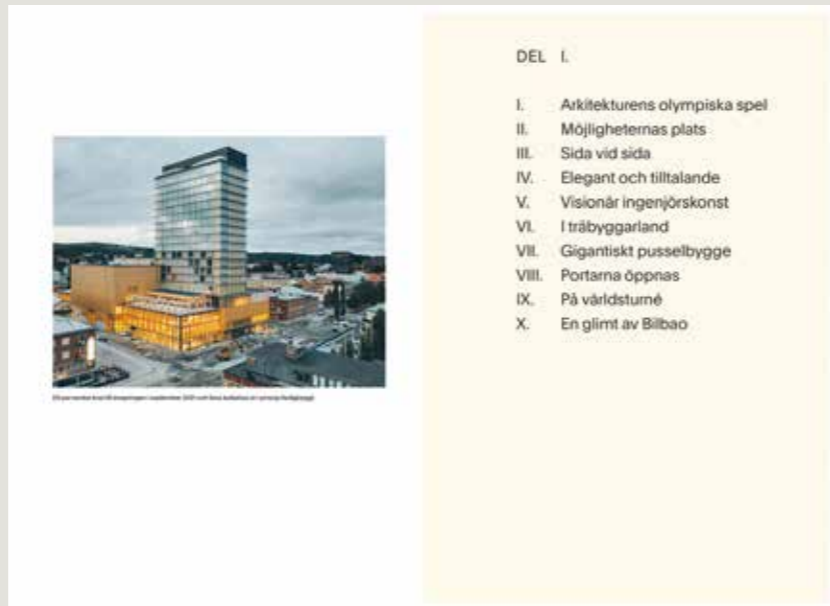 DEL I.
I. Arkitekturens olympiska spel
II. Möjligheternas plats
III. Sida vid sida
IV. Elegant och tilltalande
V. Visionär ingenjörskonst
VI. I träbyggarland
VII. Gigantiskt pusselbygge
VIII. Portarna öppnas
IX. På världsturné
X. En glimt av Bilbao